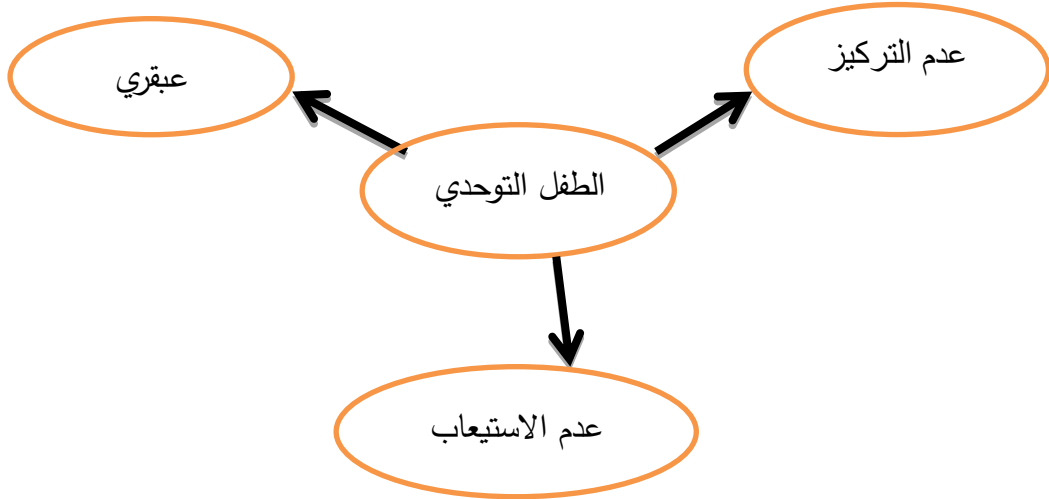 عدم التركيز
عبقري
الطفل التوحدي
عدم الاستيعاب